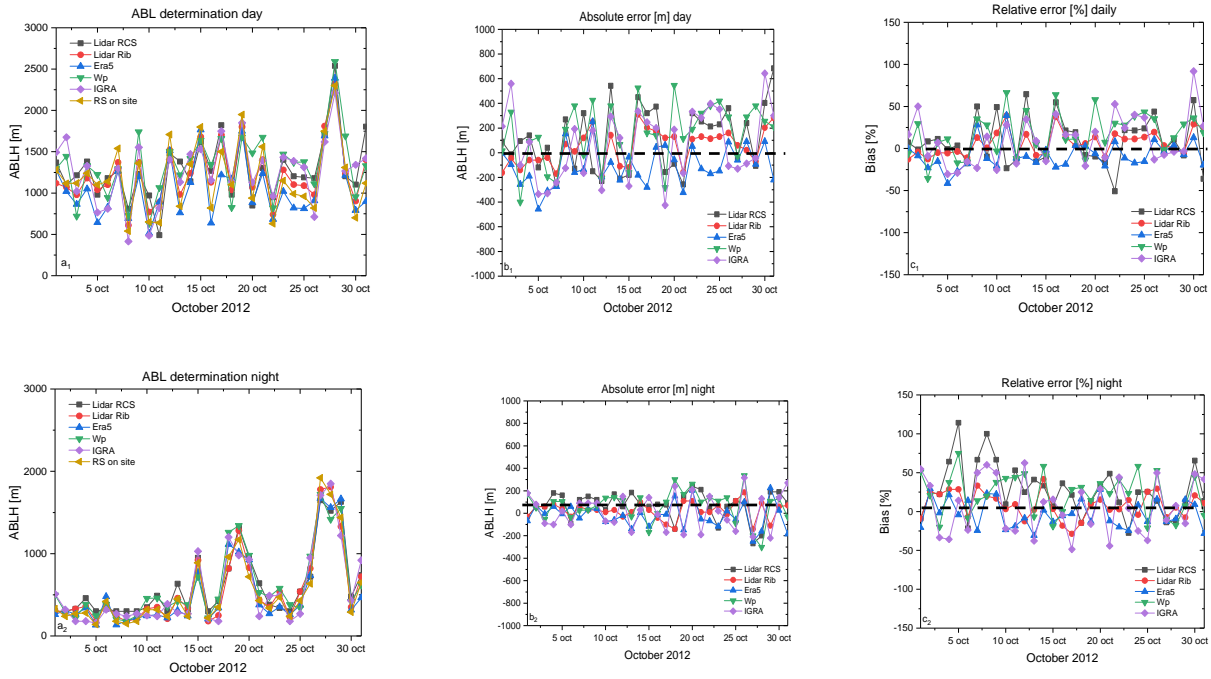 ABL determination day
ABLH [m]
3000
2500
2000
1500
1000
500
0
Lidar RCS
Lidar Rib
Era5
Wp
IGRA
RS on site
a1
5 oct 10 oct 15 oct 20 oct 25 oct 30 oct
October 2012
Absolute error [m] day
ABLH [m]
1000
800
600
400
200
0
-200
-400
-600
-800
-1000
Lidar RCS
Lidar Rib
Era5
Wp
IGRA
b1
5 oct 10 oct 15 oct 20 oct 25 oct 30 oct
October 2012
Relative error [%] daily
Bias [%]
150
100
50
0
-50
-100
-150
Lidar RCS
Lidar Rib
Era5
Wp
IGRA
c1
5 oct 10 oct 15 oct 20 oct 25 oct 30 oct
October 2012
ABL determination night
ABLH [m]
3000
2000
1000
0
Lidar RCS
Lidar Rib
Era5
Wp
IGRA
RS on site
a2
5 oct 10 oct 15 oct 20 oct 25 oct 30 oct
October 2012
Absolute error [m] night
ABLH [m]
1000
800
600
400
200
0
-200
-400
-600
-800
-1000
Lidar RCS
Lidar Rib
Era5
Wp
IGRA
b2
5 oct 10 oct 15 oct 20 oct 25 oct 30 oct
October 2012
Relative error [%] night
Bias [%]
150
100
50
0
-50
-100
-150
Lidar RCS
Lidar Rib
Era5
Wp
IGRA
c2
5 oct 10 oct 15 oct 20 oct 25 oct 30 oct
October 2012